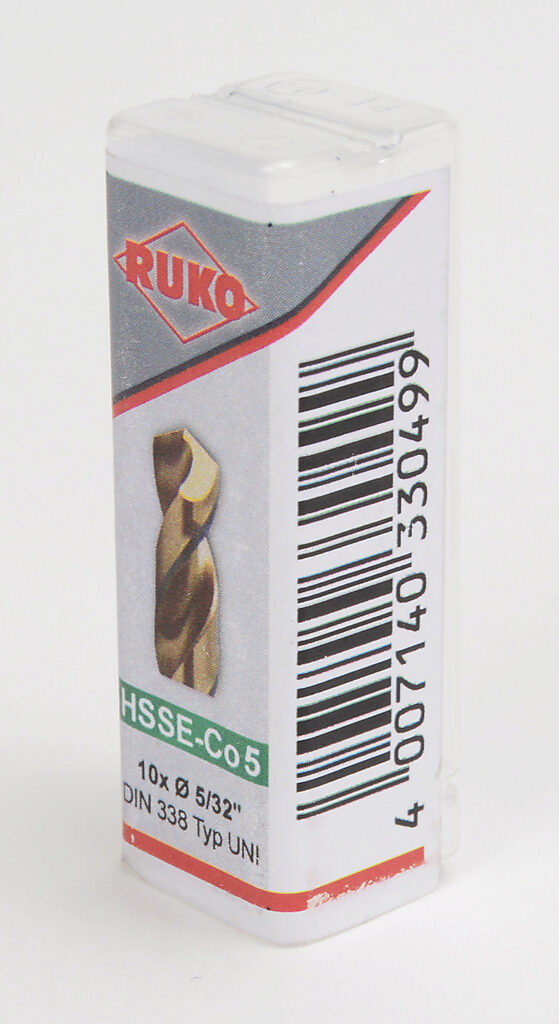 RUKO
HSSE-Co5
10x Ø 5/32"
DIN 338 Typ UNI
4 007140 330499